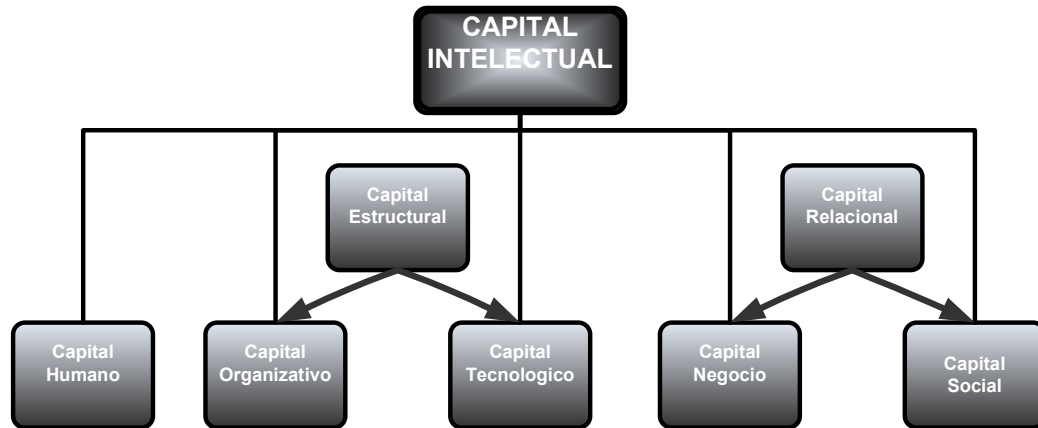 CAPITAL
INTELECTUAL
Capital
Estructural
Capital
Relacional
Capital
Humano
Capital
Organizativo
Capital
Tecnologico
Capital
Negocio
Capital
Social